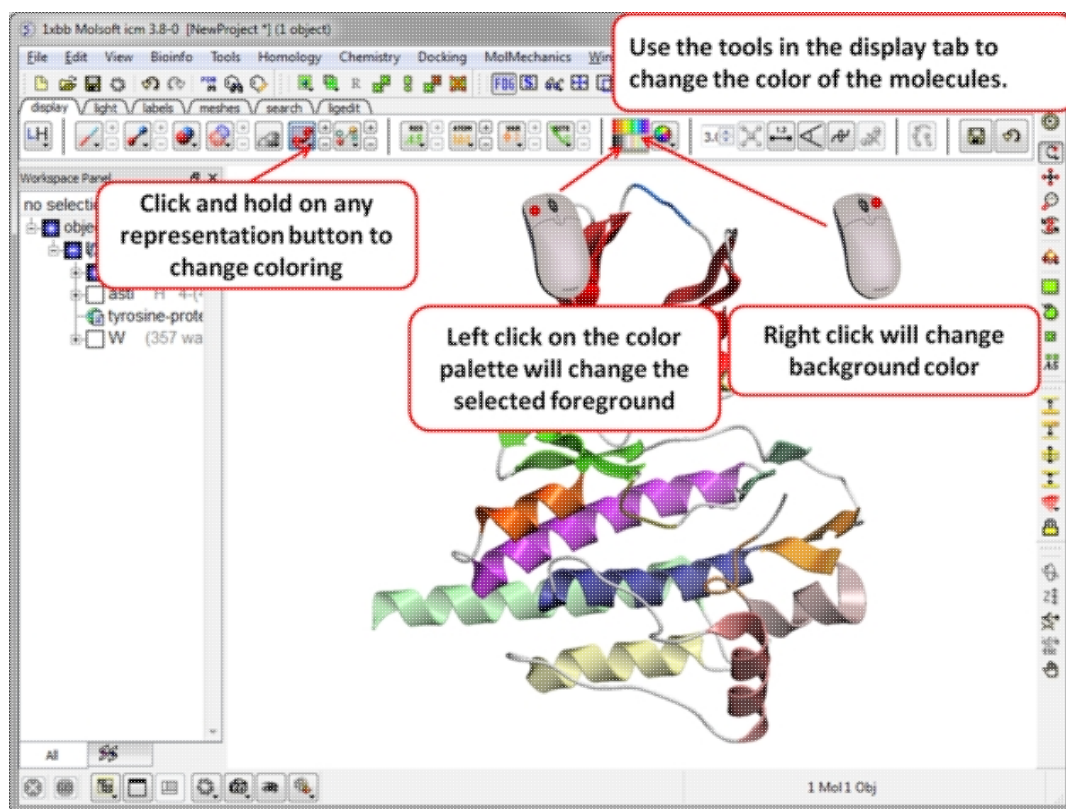 1xbb Molsoft icm 3.8-0 [NewProject *] (1 object)
File Edit View Bioinfo Tools Homology Chemistry Docking MolMechanics
Use the tools in the display tab to
change the color of the molecules.
display light labels meshes search ligedit
Workspace Panel
no selectio
Click and hold on any
representation button to
change coloring
tyrosine-prote
W (357 wa
Left click on the color
palette will change the
selected foreground
Right click will change
background color
All
1 Mol 1 Obj